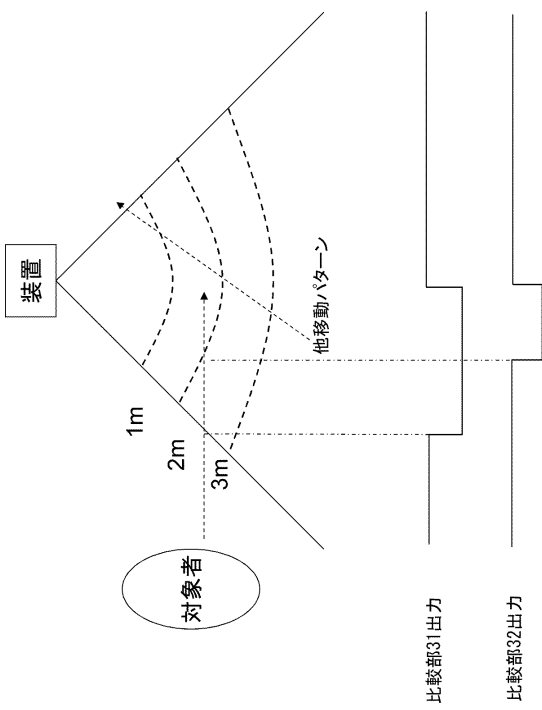 装置
1m
2m
3m
対象者
他移動パターン
比較部31出力
比較部32出力